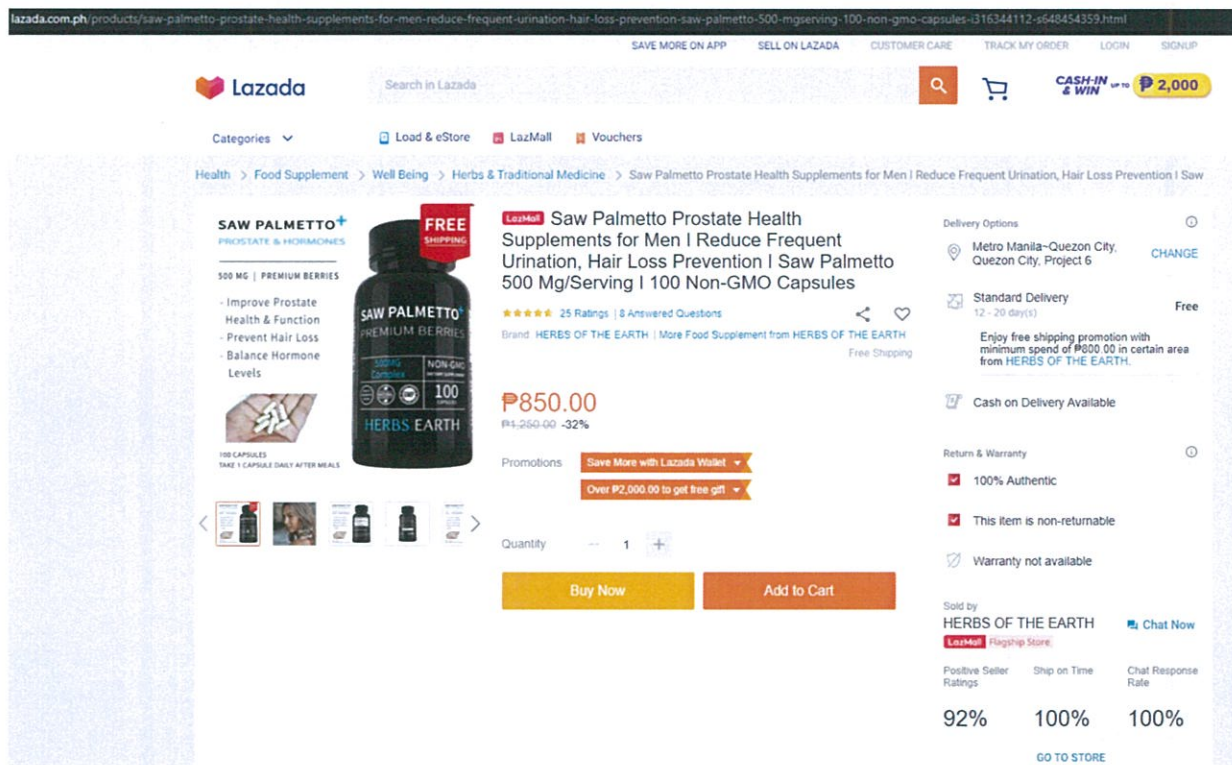 lazada.com.ph/products/saw-palmetto-prostate-health-supplements-for-men-reduce-frequent-urination-hair-loss-prevention-saw-palmetto-500-mgserving-100-non-gmo-capsules-i316344112-s648454359.html
SAVE MORE ON APP SELL ON LAZADA CUSTOMER CARE TRACK MY ORDER LOGIN SIGNUP
Lazada
Search in Lazada
CASH-IN & WIN UP TO ₱ 2,000
Categories
Load & eStore LazMall Vouchers
Health > Food Supplement > Well Being > Herbs & Traditional Medicine > Saw Palmetto Prostate Health Supplements for Men I Reduce Frequent Urination, Hair Loss Prevention I Saw
SAW PALMETTO+
PROSTATE & HORMONES
500 MG | PREMIUM BERRIES
- Improve Prostate
Health & Function
- Prevent Hair Loss
- Balance Hormone
Levels
100 CAPSULES
TAKE 1 CAPSULE DAILY AFTER MEALS
FREE
SHIPPING
SAW PALMETTO+
PREMIUM BERRIES
500MG
Complex
NON-GMO
100
CAPSULES
HERBS EARTH
LazMall Saw Palmetto Prostate Health
Supplements for Men I Reduce Frequent
Urination, Hair Loss Prevention I Saw Palmetto
500 Mg/Serving I 100 Non-GMO Capsules
25 Ratings | 8 Answered Questions
Brand HERBS OF THE EARTH | More Food Supplement from HERBS OF THE EARTH
Free Shipping
₱850.00
₱1,250.00 -32%
Promotions
Save More with Lazada Wallet
Over ₱2,000.00 to get free gift
Quantity 1 +
Buy Now Add to Cart
Delivery Options
Metro Manila~Quezon City,
Quezon City, Project 6
CHANGE
Standard Delivery Free
12 - 20 day(s)
Enjoy free shipping promotion with
minimum spend of ₱800.00 in certain area
from HERBS OF THE EARTH.
Cash on Delivery Available
Return & Warranty
100% Authentic
This item is non-returnable
Warranty not available
Sold by
HERBS OF THE EARTH
Chat Now
LazMall Flagship Store
Positive Seller
Ratings
Ship on Time
Chat Response
Rate
92% 100% 100%
GO TO STORE